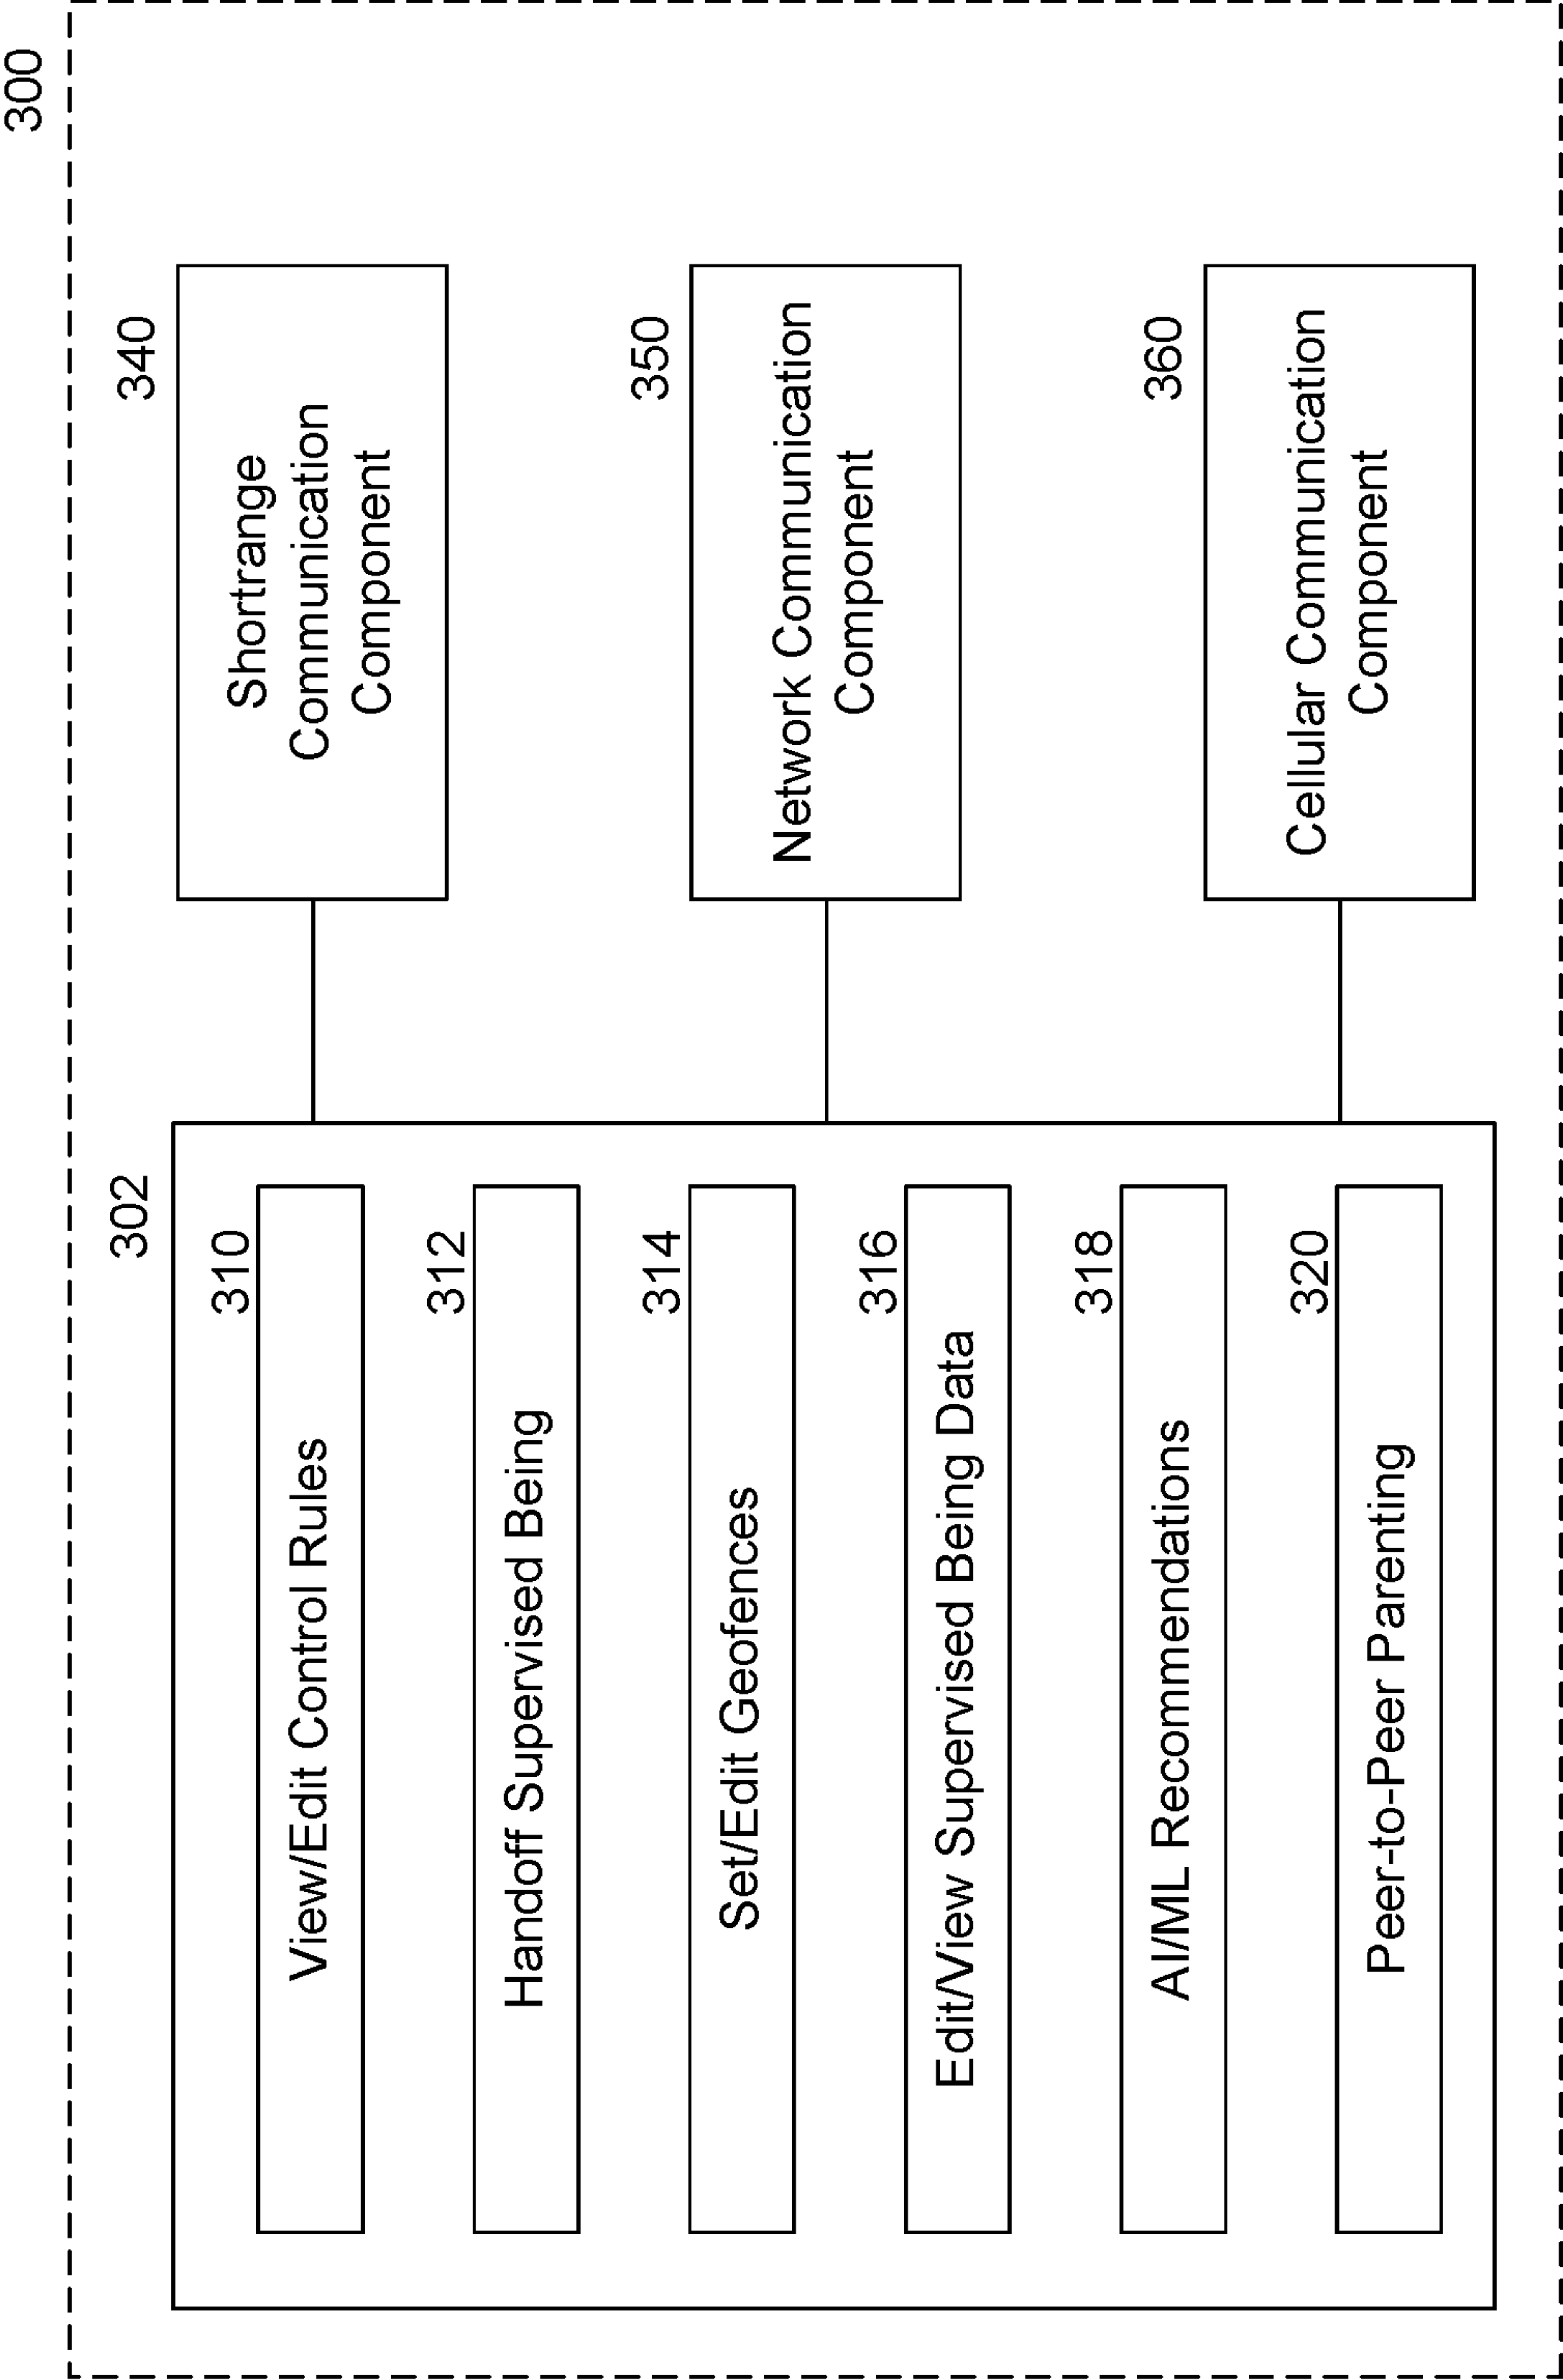 300
302
310
View/Edit Control Rules
312
Handoff Supervised Being
314
Set/Edit Geofences
316
Edit/View Supervised Being Data
318
AI/ML Recommendations
320
Peer-to-Peer Parenting
340
Shortrange
Communication
Component
350
Network Communication
Component
360
Cellular Communication
Component